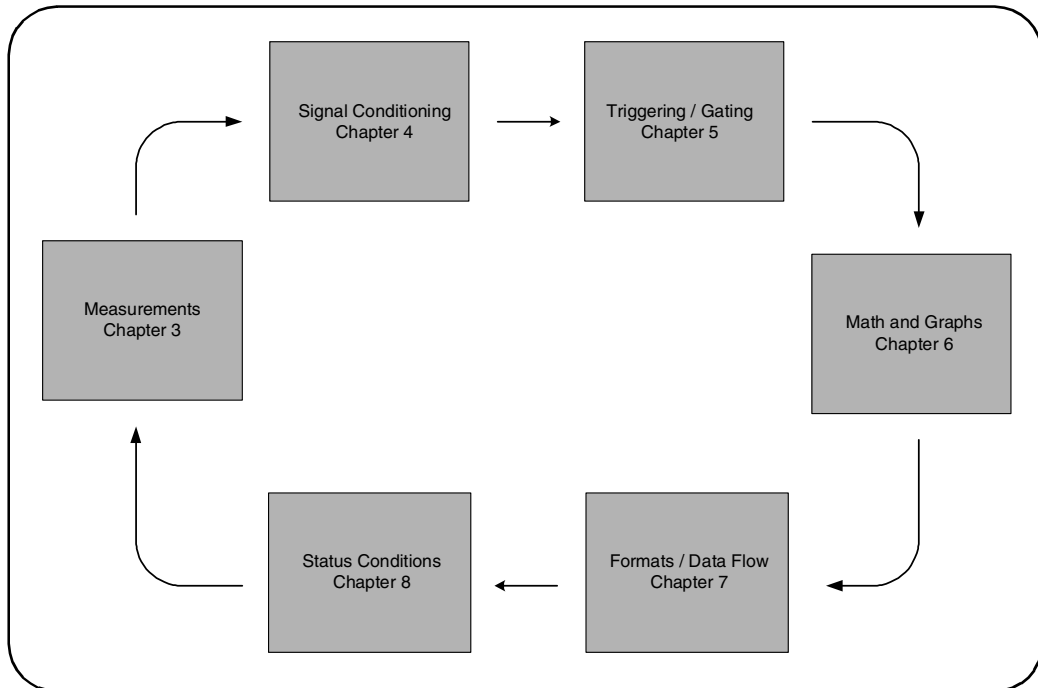 Signal Conditioning
Chapter 4
Triggering / Gating
Chapter 5
Measurements
Chapter 3
Math and Graphs
Chapter 6
Status Conditions
Chapter 8
Formats / Data Flow
Chapter 7